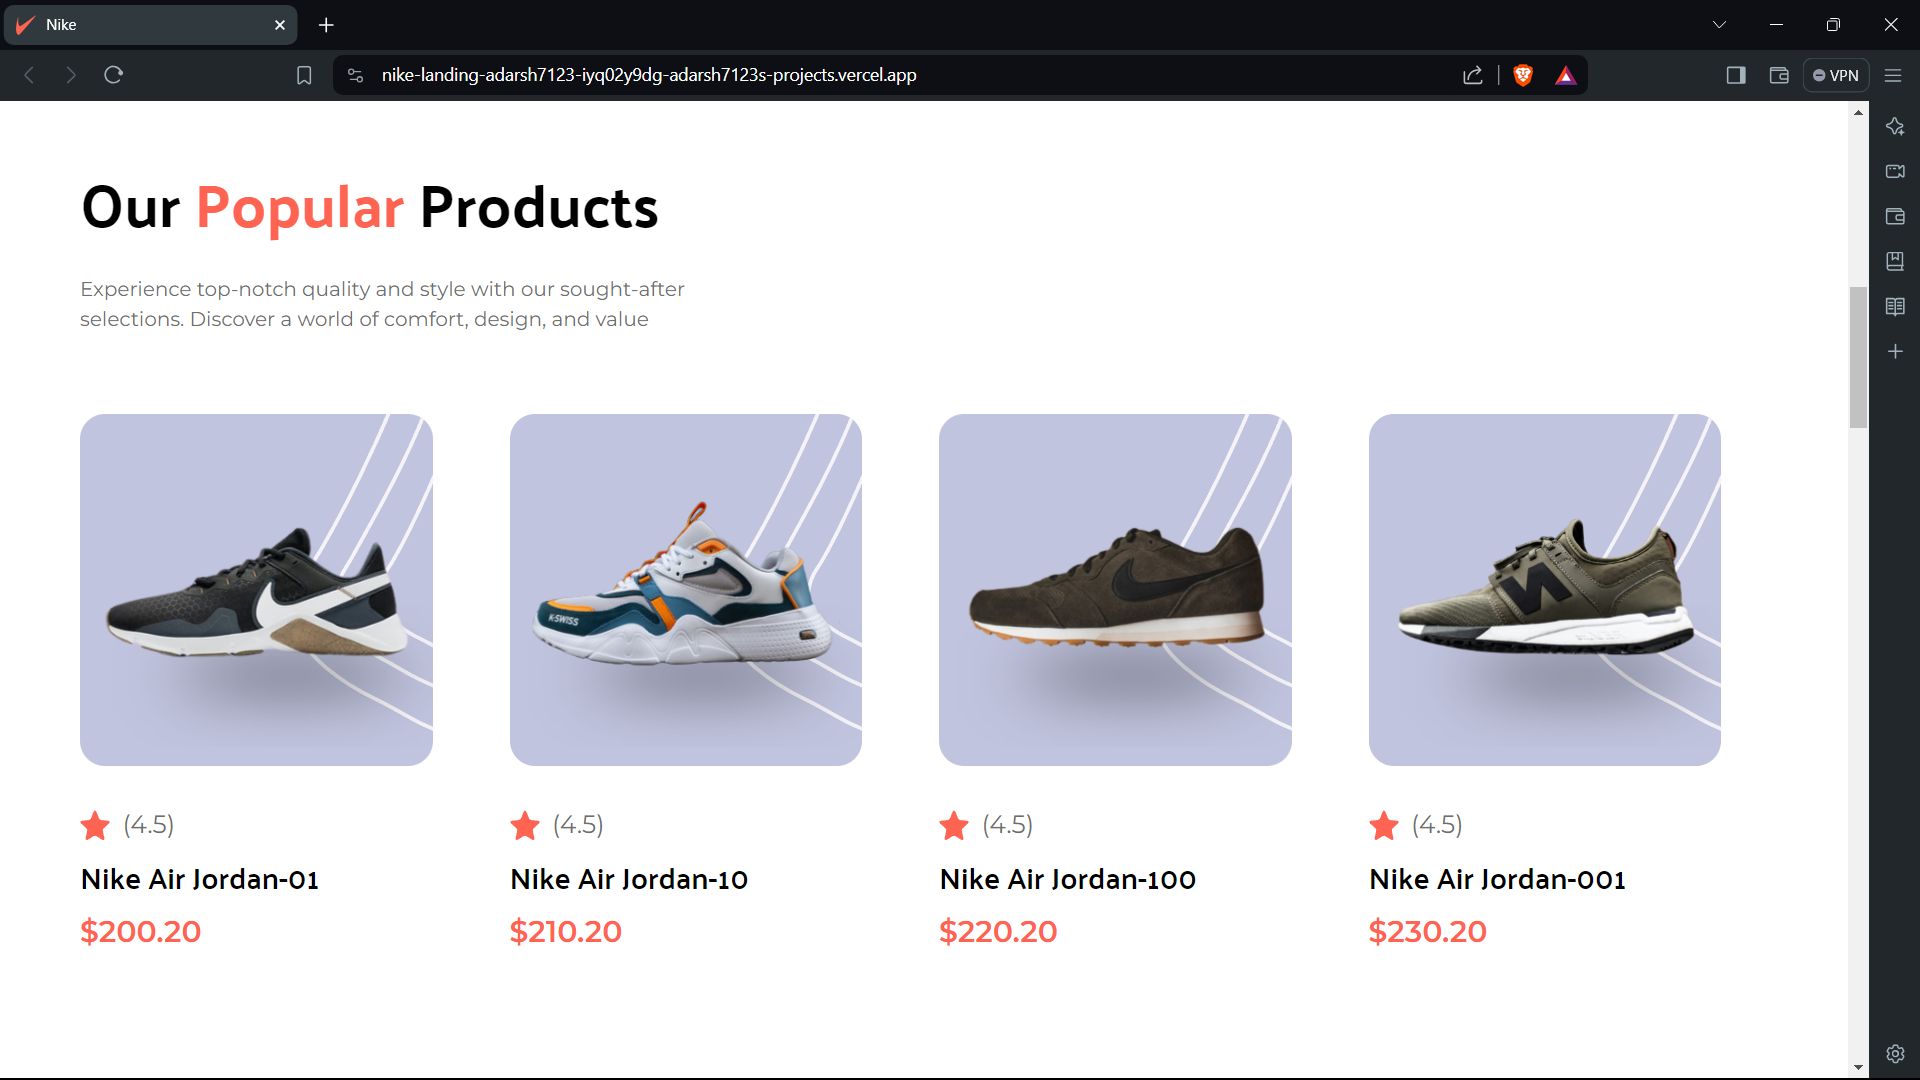 Nike
nike-landing-adarsh7123-iyq02y9dg-adarsh7123s-projects.vercel.app
VPN
Our Popular Products
Experience top-notch quality and style with our sought-after
selections. Discover a world of comfort, design, and value
K-SWISS
N
(4.5)
(4.5)
(4.5)
(4.5)
Nike Air Jordan-01
Nike Air Jordan-10
Nike Air Jordan-100
Nike Air Jordan-001
$200.20
$210.20
$220.20
$230.20